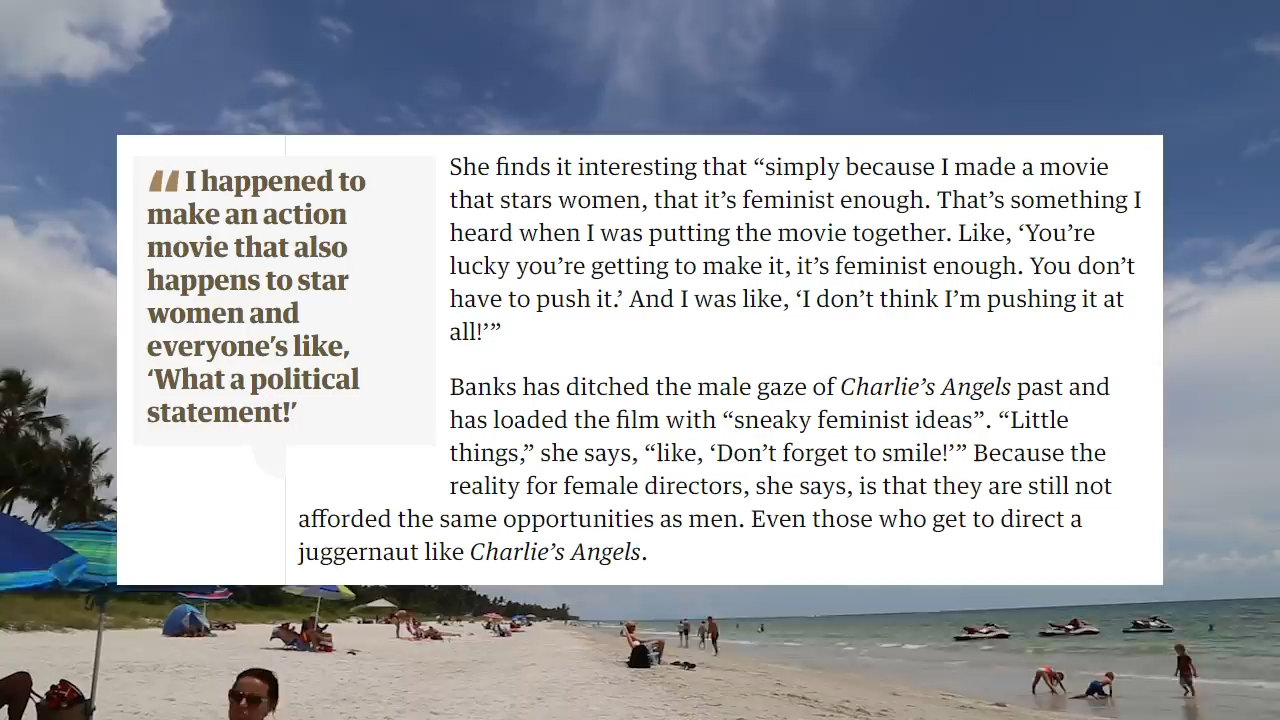 I happened to
make an action
movie that also
happens to star
women and
everyone’s like,
‘What a political
statement!’
She finds it interesting that “simply because I made a movie
that stars women, that it’s feminist enough. That’s something I
heard when I was putting the movie together. Like, ‘You’re
lucky you’re getting to make it, it’s feminist enough. You don’t
have to push it.’ And I was like, ‘I don’t think I’m pushing it at
all!’”
Banks has ditched the male gaze of Charlie’s Angels past and
has loaded the film with “sneaky feminist ideas”. “Little
things,” she says, “like, ‘Don’t forget to smile!’” Because the
reality for female directors, she says, is that they are still not
afforded the same opportunities as men. Even those who get to direct a
juggernaut like Charlie’s Angels.